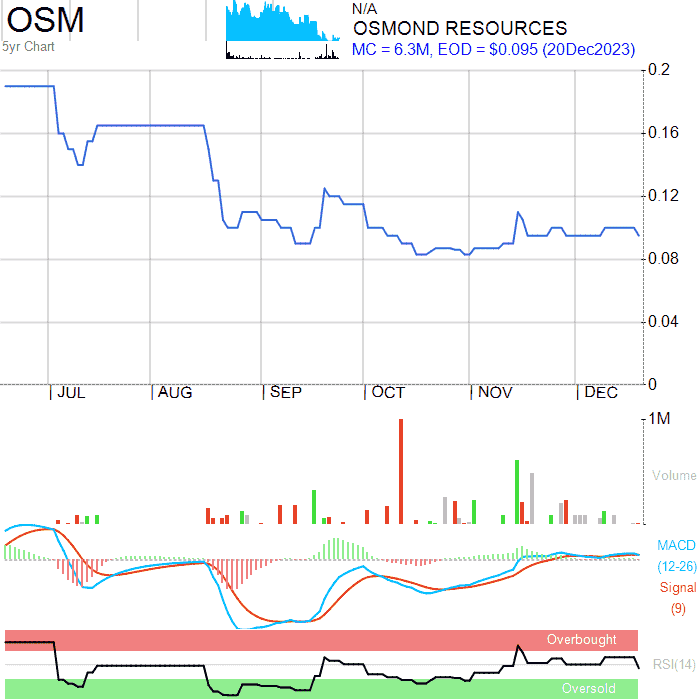 OSM
5yr Chart
N/A
OSMOND RESOURCES
MC = 6.3M, EOD = $0.095 (20Dec2023)
0.2
0.16
0.12
0.08
0.04
0
JUL AUG SEP OCT NOV DEC
1M
Volume
MACD
(12-26)
Signal
(9)
Overbought
RSI(14)
Oversold